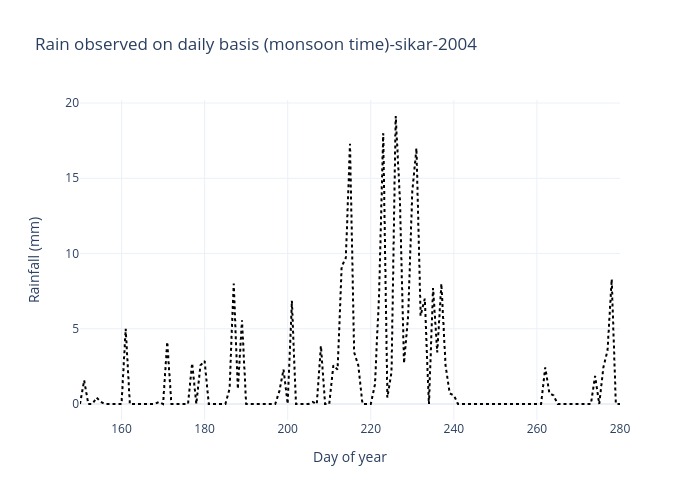 Rain observed on daily basis (monsoon time)-sikar-2004
20
15
10
5
0
Rainfall (mm)
160 180 200 220 240 260 280
Day of year